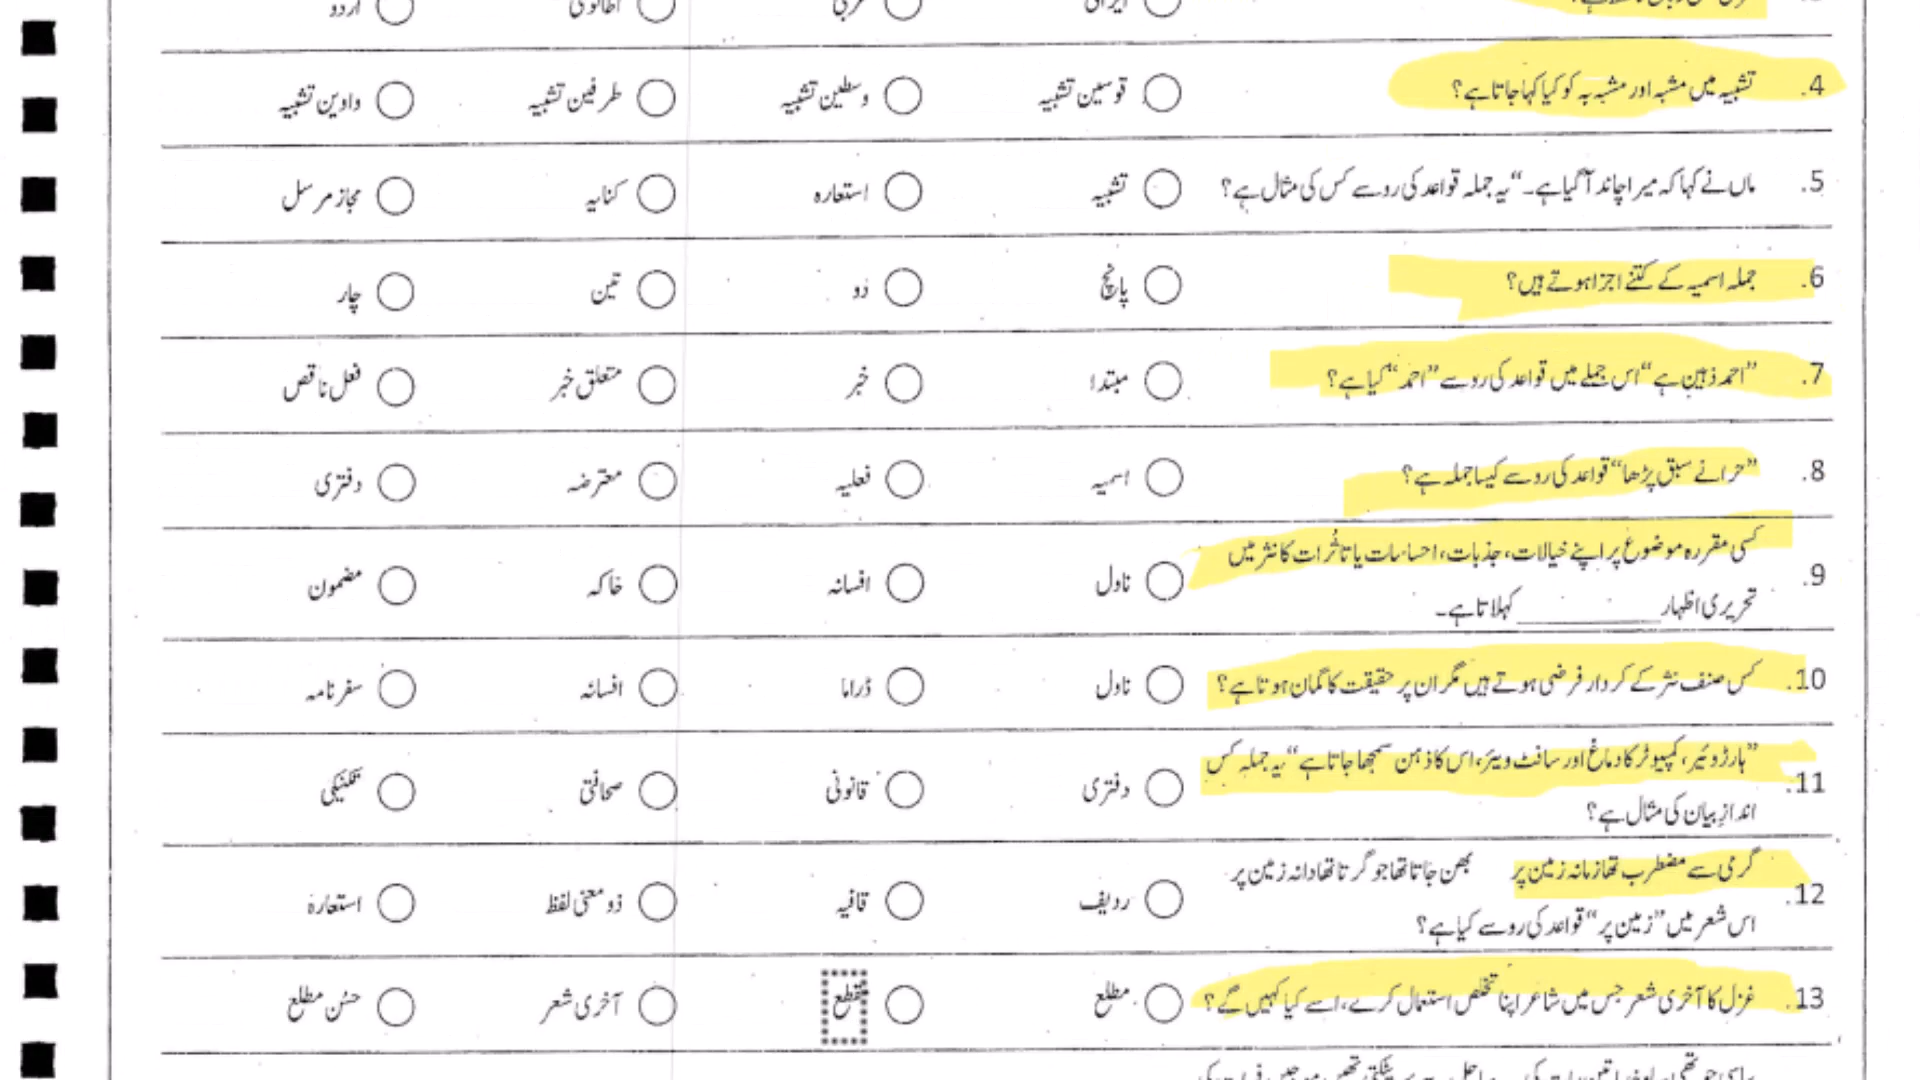 اردو
4. تشبیہ میں مشبہ اور مشبہ بہ کو کیا کہا جاتا ہے؟ قوسین تشبیہ وسطین تشبیہ طرفین تشبیہ واوین تشبیہ
5. ماں نے کہا کہ میرا چاند آ گیا ہے۔“ یہ جملہ قواعد کی رو سے کس کی مثال ہے؟ تشبیہ استعارہ کنایہ مجاز مرسل
6. جملہ اسمیہ کے کتنے اجزا ہوتے ہیں؟ پانچ دو تین چار
7. ”احمد ذہین ہے“ اس جملے میں قواعد کی رو سے ”احمد“ کیا ہے؟ مبتدا خبر متعلق خبر فعل ناقص
8. ”حرا نے سبق پڑھا“ قواعد کی رو سے کیسا جملہ ہے؟ اسمیہ فعلیہ معترضہ دفتری
9. کسی مقررہ موضوع پر اپنے خیالات، جذبات، احساسات یا تاثرات کا نثر میں
تحریری اظہار ________ کہلاتا ہے۔ ناول افسانہ خاکہ مضمون
10. کس صنف نثر کے کردار فرضی ہوتے ہیں مگر ان پر حقیقت کا گمان ہوتا ہے؟ ناول ڈراما افسانہ سفرنامہ
11. ”ہارڈوئیر، کمپیوٹر کا دماغ اور سافٹ ویئر، اس کا ذہن سمجھا جاتا ہے“ یہ جملہ کس
اندازِ بیان کی مثال ہے؟ دفتری قانونی صحافتی تکنیکی
12. گرمی سے مضطرب تھا زمانہ زمین پر بھن جاتا تھا جو گرتا تھا دانہ زمین پر
اس شعر میں ”زمین پر“ قواعد کی رو سے کیا ہے؟ ردیف قافیہ ذو معنی لفظ استعارہ
13. غزل کا آخری شعر جس میں شاعر اپنا تخلص استعمال کرے، اسے کیا کہیں گے؟ مطلع مقطع آخری شعر حسن مطلع